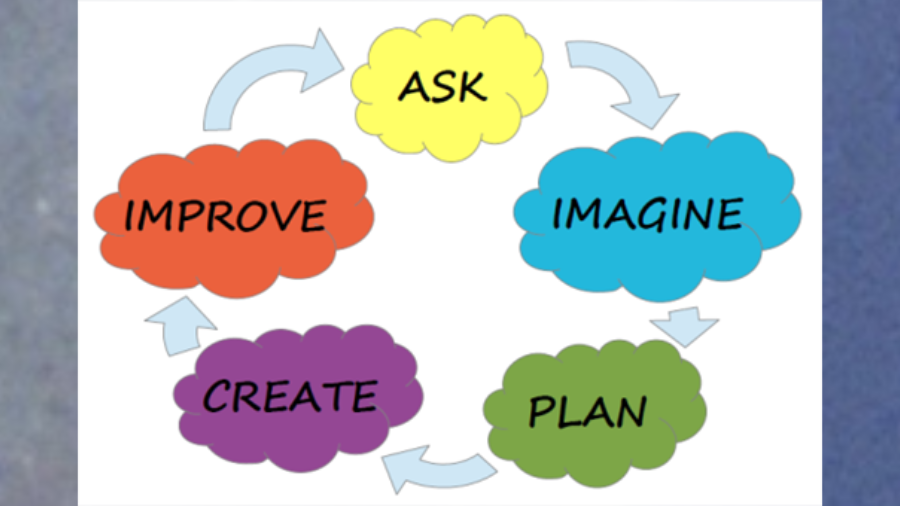 ASK
IMAGINE
PLAN
CREATE
IMPROVE